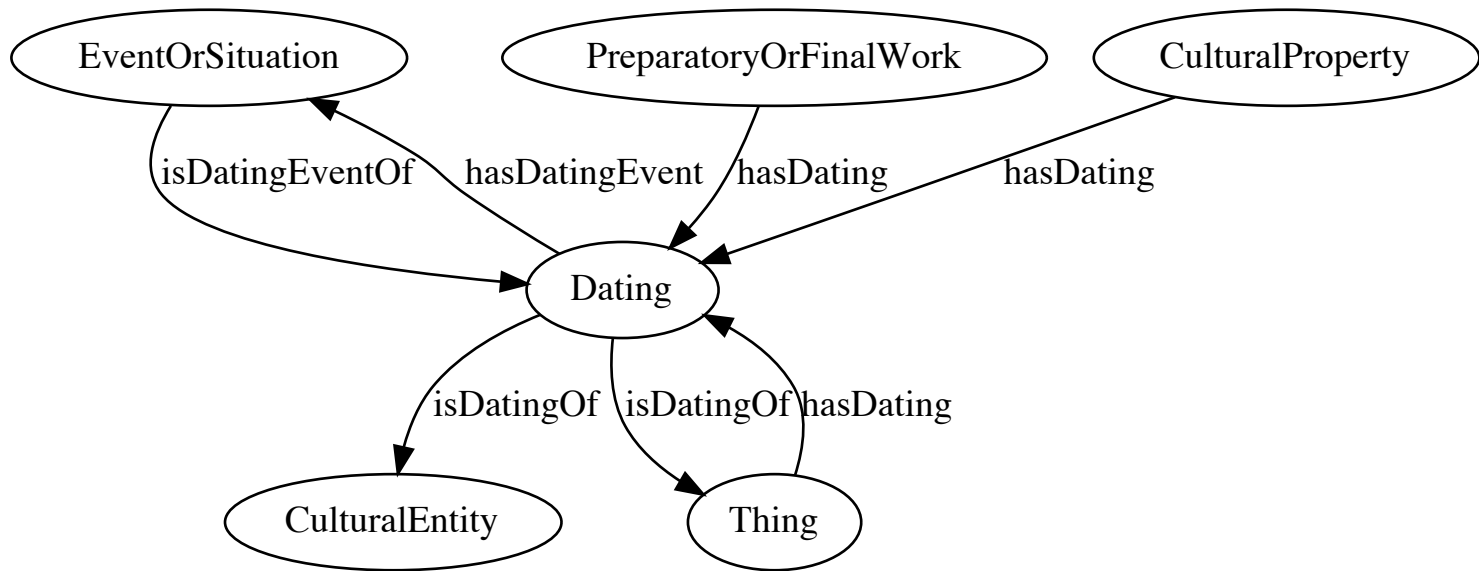 EventOrSituation PreparatoryOrFinalWork CulturalProperty
isDatingEventOf hasDatingEvent hasDating hasDating
Dating
isDatingOf isDatingOf hasDating
CulturalEntity Thing